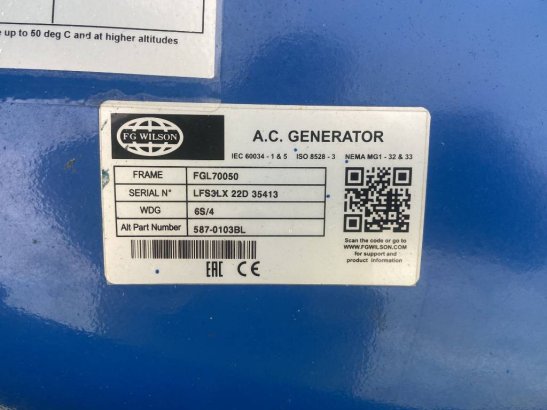 e up to 50 deg C and at higher altitudes
FG WILSON
A.C. GENERATOR
IEC 60034 - 1 & 5 ISO 8528 - 3 NEMA MG1 - 32 & 33
FRAME FGL70050
SERIAL N° LFS3LX 22D 35413
WDG 6S/4
Alt Part Number 587-0103BL
Scan the code or go to
WWW.FGWILSON.COM
for support and
product information
EAC CE